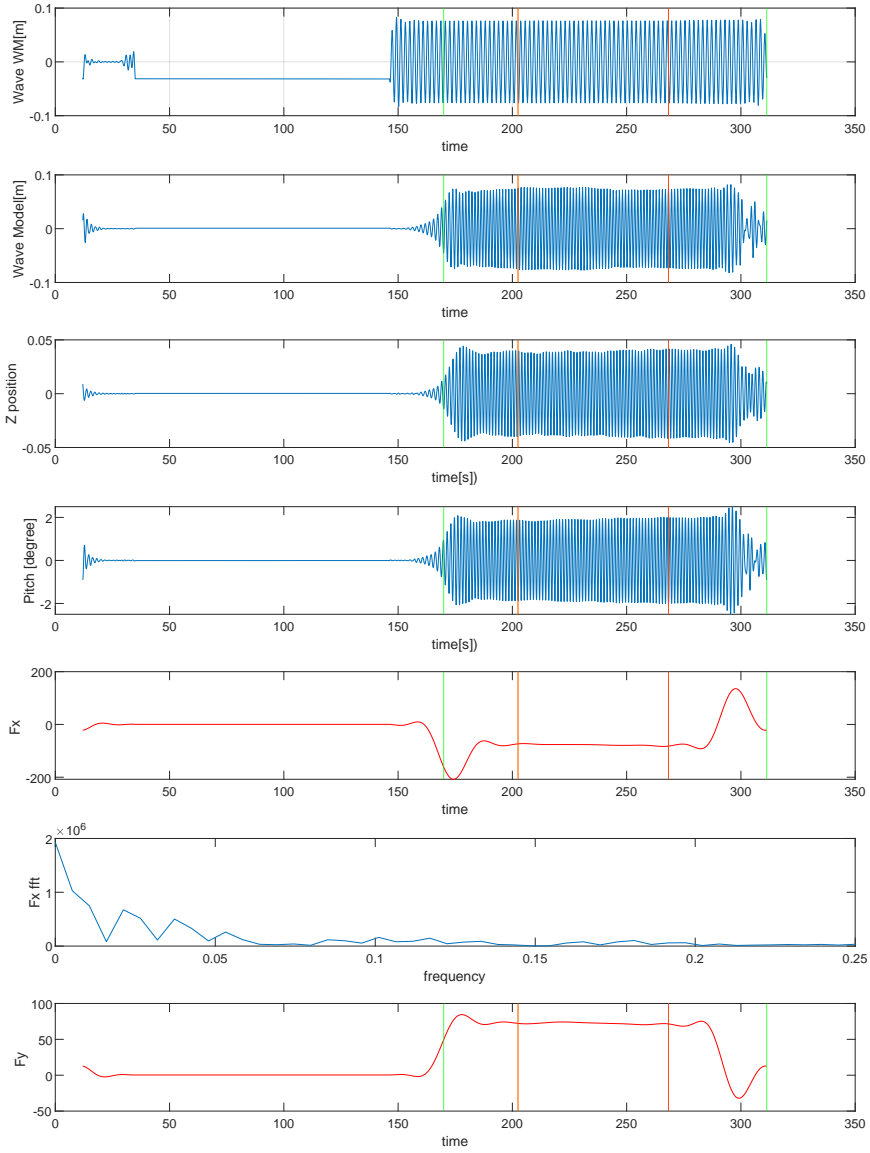 Wave WM[m]
0.1
0
-0.1
0 50 100 150 200 250 300 350
time
Wave Model[m]
0.1
0
-0.1
0 50 100 150 200 250 300 350
time
Z position
0.05
0
-0.05
0 50 100 150 200 250 300 350
time[s])
Pitch [degree]
2
0
-2
0 50 100 150 200 250 300 350
time[s])
Fx
200
0
-200
0 50 100 150 200 250 300 350
time
×10^6
Fx fft
2
1
0
0 0.05 0.1 0.15 0.2 0.25
frequency
Fy
100
50
0
-50
0 50 100 150 200 250 300 350
time